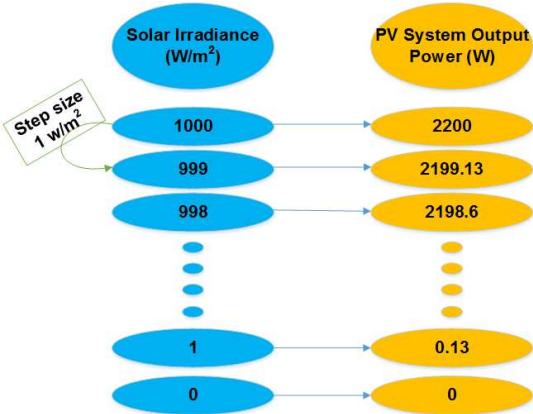 Solar Irradiance
(W/m²)
PV System Output
Power (W)
Step size
1 w/m²
1000
2200
999
2199.13
998
2198.6
1
0.13
0
0